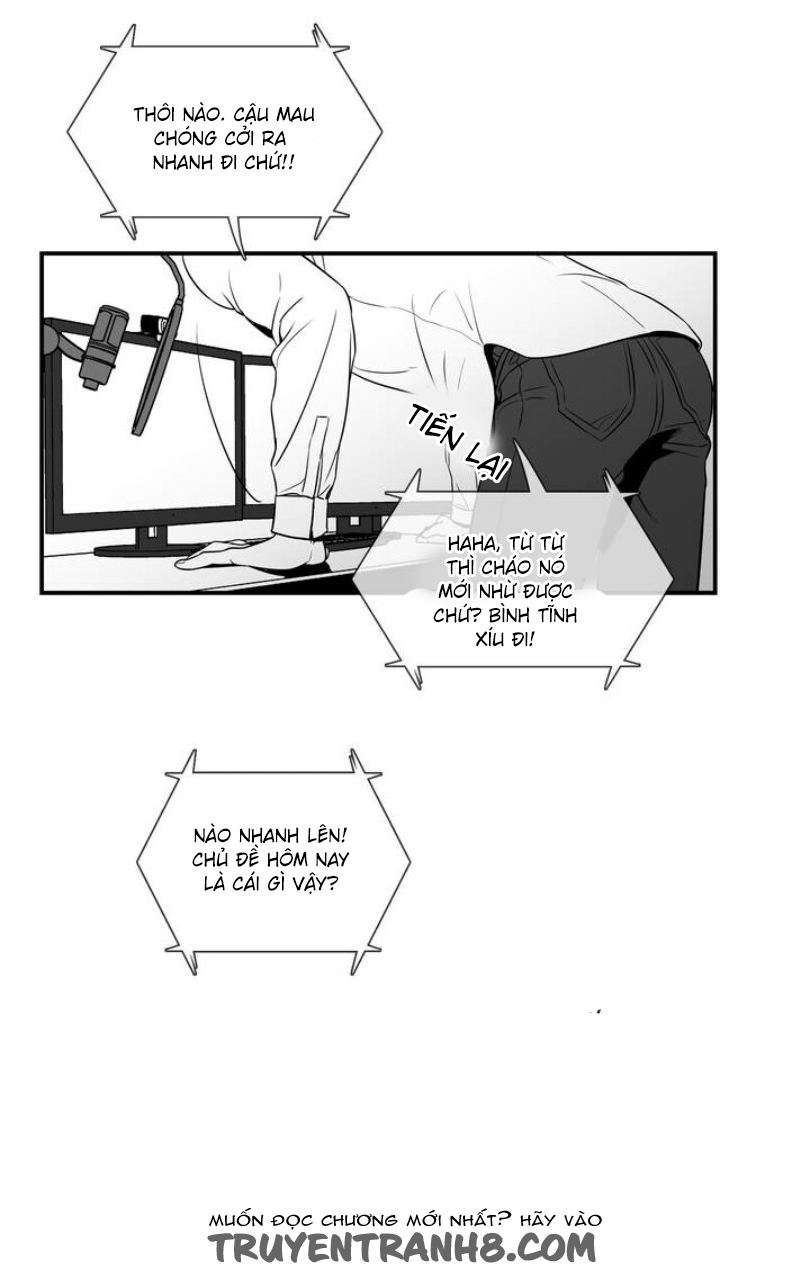 THÔI NÀO. CẬU MAU
CHÓNG CỞI RA
NHANH ĐI CHỨ!!
TIẾN LẠI
HAHA, TỪ TỪ
THÌ CHÁO NÓ
MỚI NHỪ ĐƯỢC
CHỨ? BÌNH TĨNH
XÍU ĐI!
NÀO NHANH LÊN!
CHỦ ĐỀ HÔM NAY
LÀ CÁI GÌ VẬY?
MUỐN ĐỌC CHƯƠNG MỚI NHẤT? HÃY VÀO
TRUYENTRANH8.COM